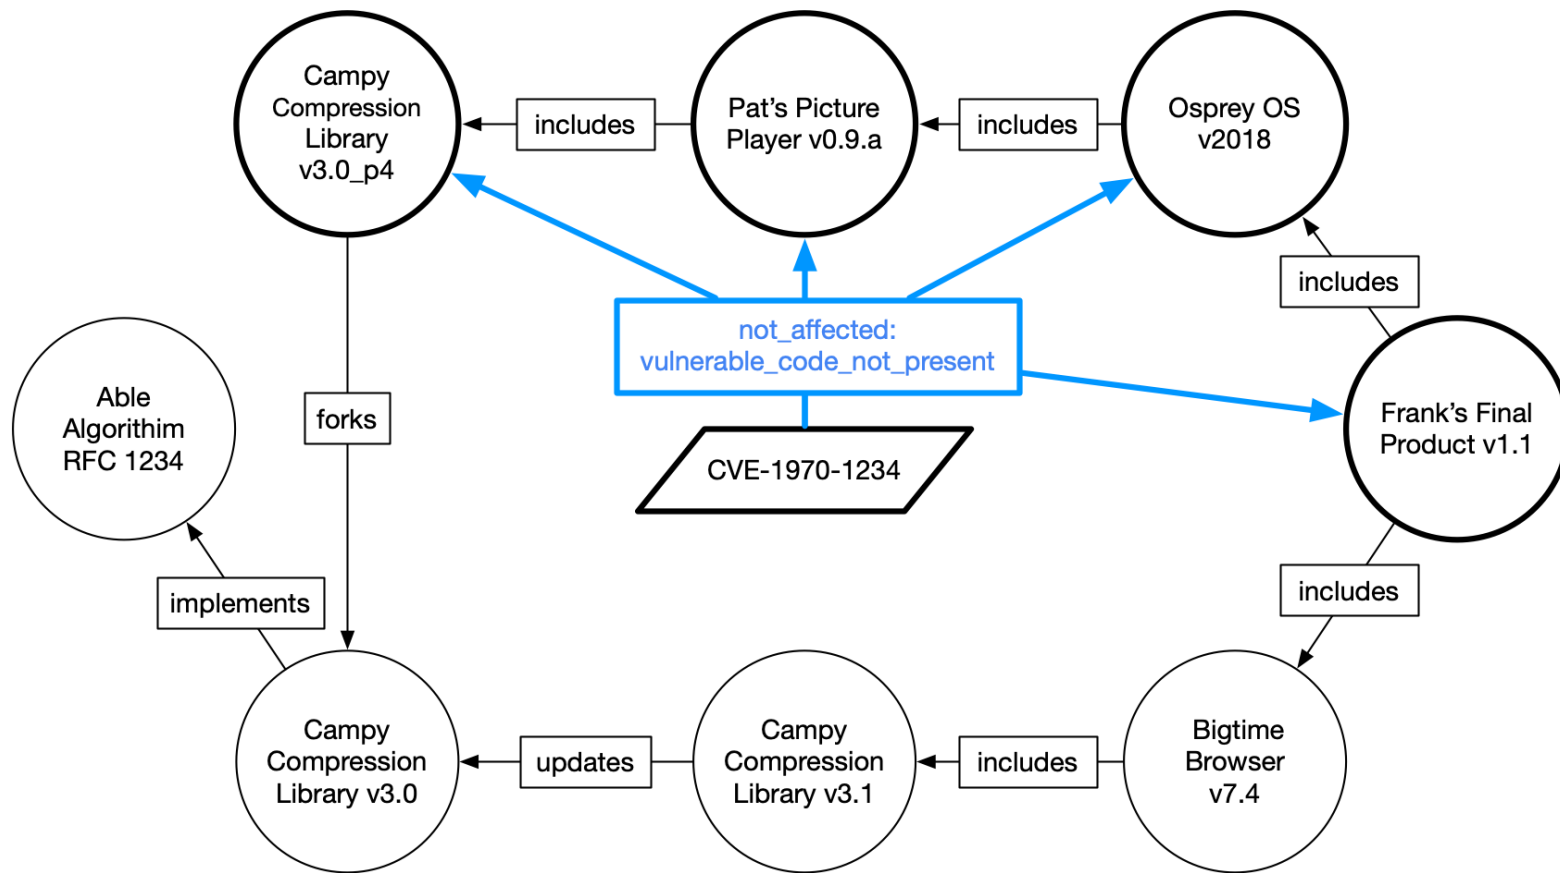 Campy
Compression
Library
v3.0_p4
includes
Pat’s Picture
Player v0.9.a
includes
Osprey OS
v2018
includes
not_affected:
vulnerable_code_not_present
Able
Algorithim
RFC 1234
forks
CVE-1970-1234
Frank’s Final
Product v1.1
implements
includes
Campy
Compression
Library v3.0
updates
Campy
Compression
Library v3.1
includes
Bigtime
Browser
v7.4